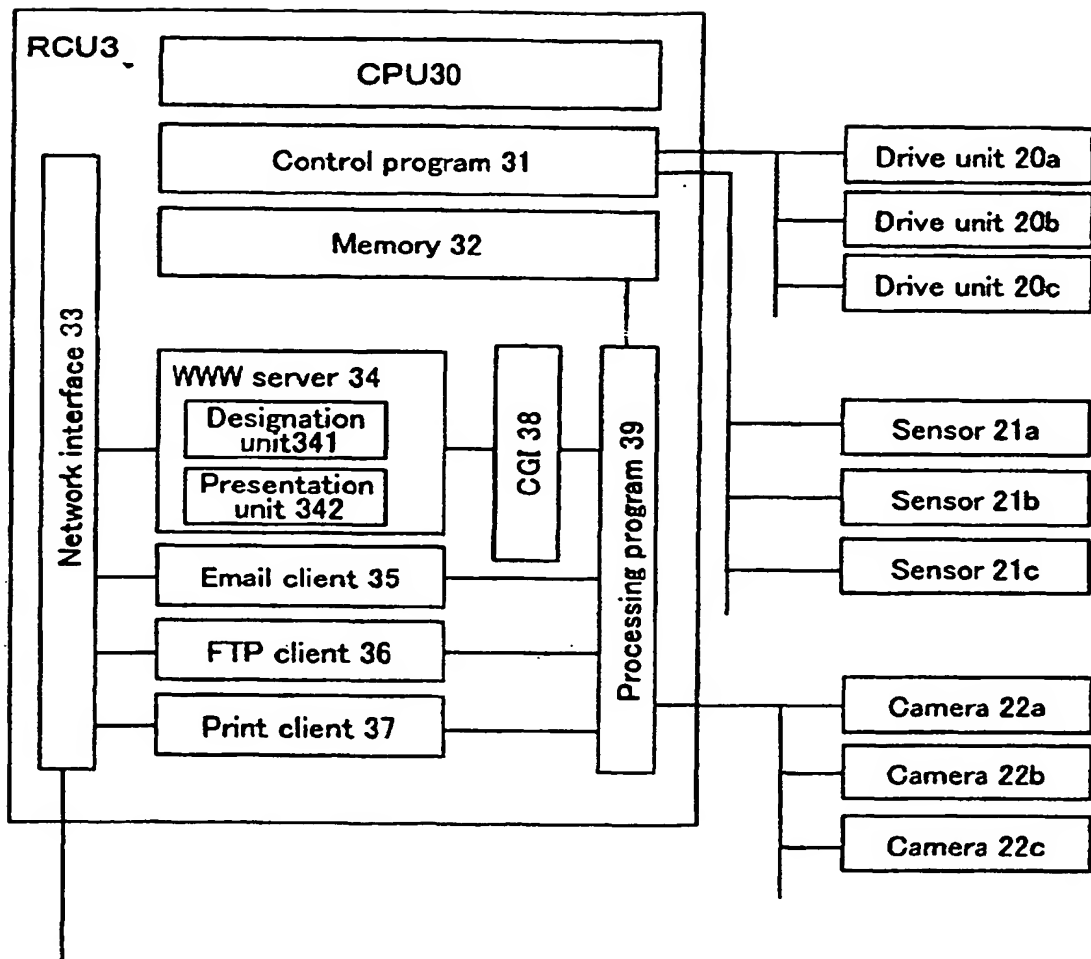 RCU3
CPU30
Control program 31
Memory 32
Network interface 33
WWW server 34
Designation
unit341
Presentation
unit 342
CGI 38
Processing program 39
Email client 35
FTP client 36
Print client 37
Drive unit 20a
Drive unit 20b
Drive unit 20c
Sensor 21a
Sensor 21b
Sensor 21c
Camera 22a
Camera 22b
Camera 22c